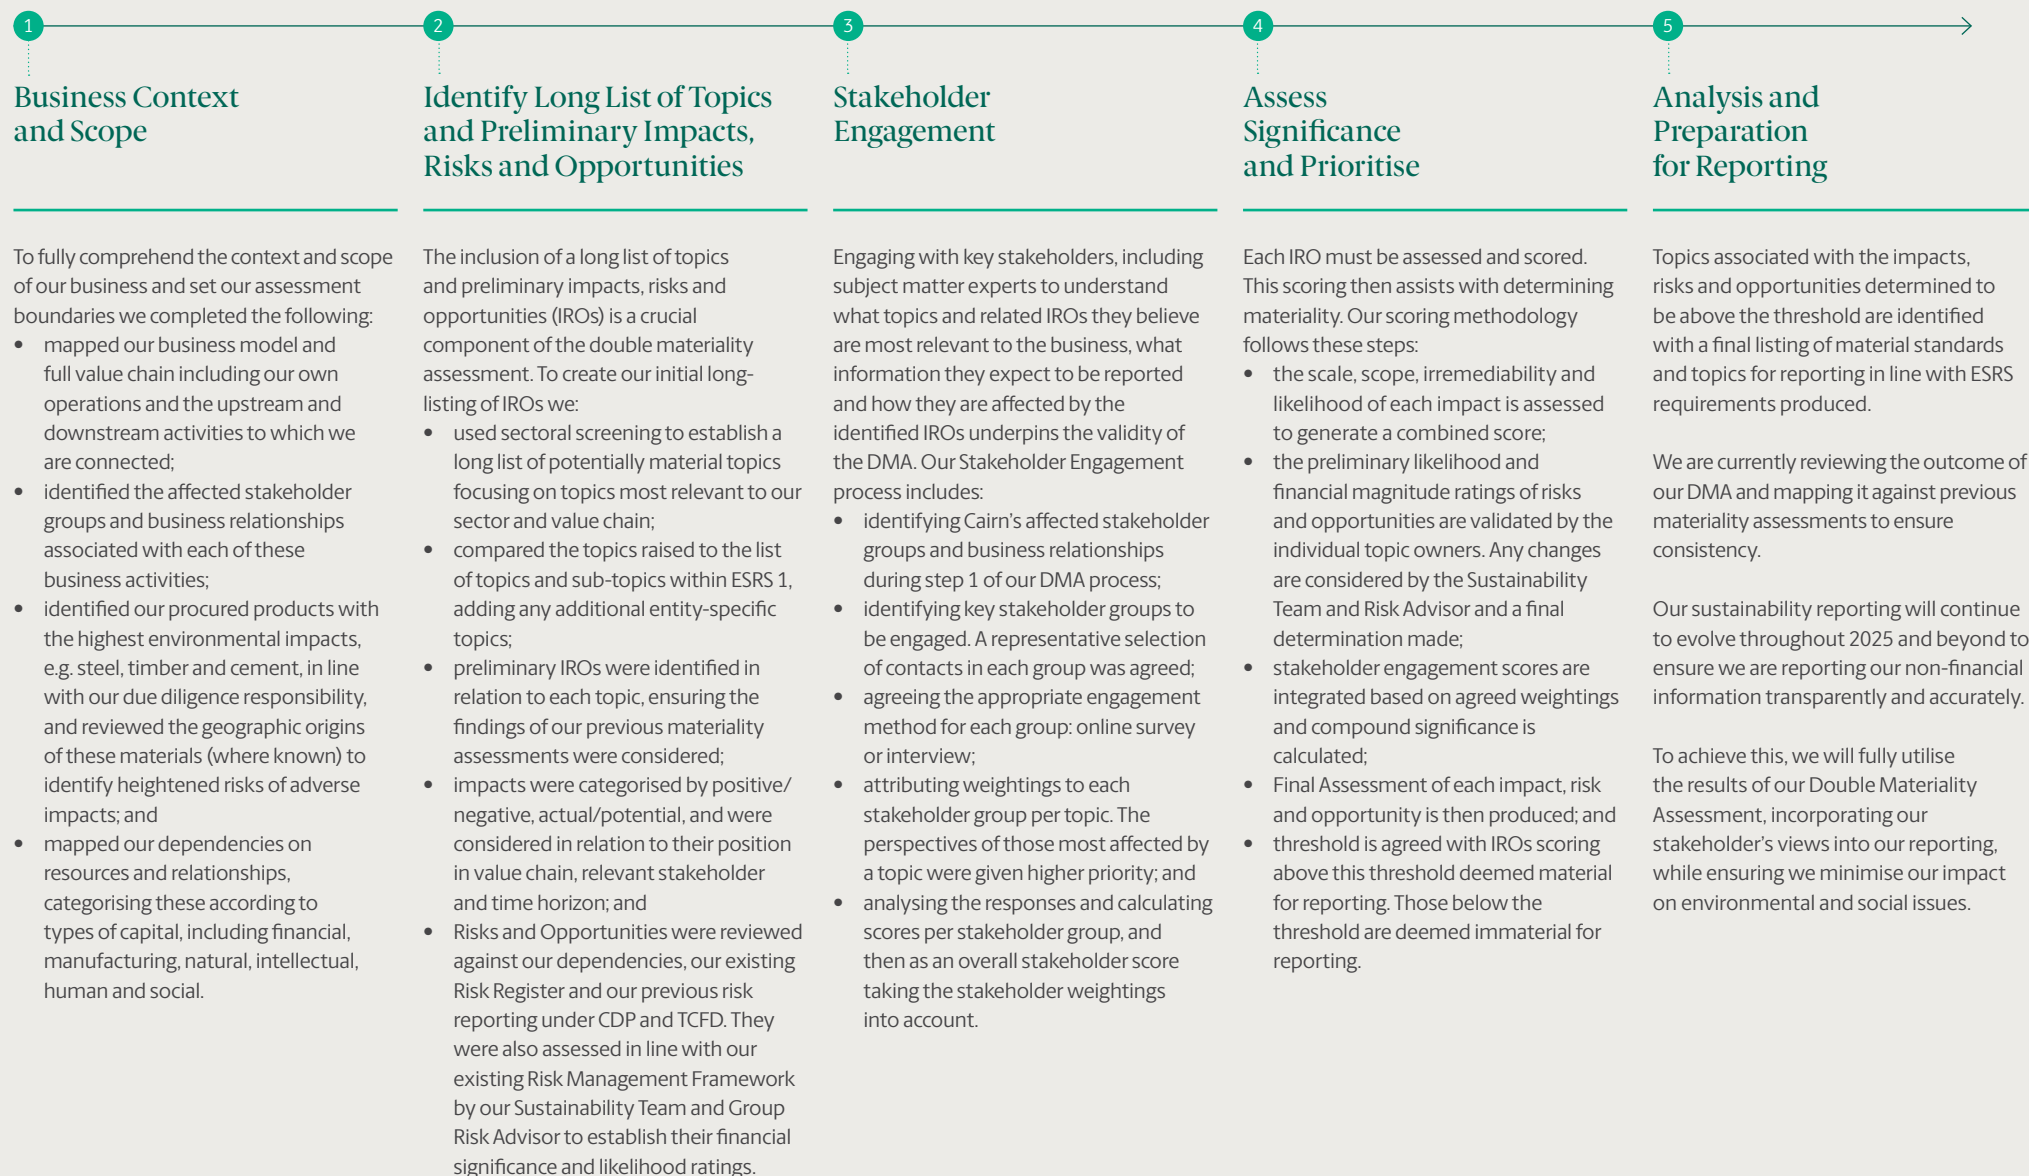 1
Business Context
and Scope
To fully comprehend the context and scope
of our business and set our assessment
boundaries we completed the following:
• mapped our business model and
full value chain including our own
operations and the upstream and
downstream activities to which we
are connected;
• identified the affected stakeholder
groups and business relationships
associated with each of these
business activities;
• identified our procured products with
the highest environmental impacts,
e.g. steel, timber and cement, in line
with our due diligence responsibility,
and reviewed the geographic origins
of these materials (where known) to
identify heightened risks of adverse
impacts; and
• mapped our dependencies on
resources and relationships,
categorising these according to
types of capital, including financial,
manufacturing, natural, intellectual,
human and social.
2
Identify Long List of Topics
and Preliminary Impacts,
Risks and Opportunities
The inclusion of a long list of topics
and preliminary impacts, risks and
opportunities (IROs) is a crucial
component of the double materiality
assessment. To create our initial long-
listing of IROs we:
• used sectoral screening to establish a
long list of potentially material topics
focusing on topics most relevant to our
sector and value chain;
• compared the topics raised to the list
of topics and sub-topics within ESRS 1,
adding any additional entity-specific
topics;
• preliminary IROs were identified in
relation to each topic, ensuring the
findings of our previous materiality
assessments were considered;
• impacts were categorised by positive/
negative, actual/potential, and were
considered in relation to their position
in value chain, relevant stakeholder
and time horizon; and
• Risks and Opportunities were reviewed
against our dependencies, our existing
Risk Register and our previous risk
reporting under CDP and TCFD. They
were also assessed in line with our
existing Risk Management Framework
by our Sustainability Team and Group
Risk Advisor to establish their financial
significance and likelihood ratings.
3
Stakeholder
Engagement
Engaging with key stakeholders, including
subject matter experts to understand
what topics and related IROs they believe
are most relevant to the business, what
information they expect to be reported
and how they are affected by the
identified IROs underpins the validity of
the DMA. Our Stakeholder Engagement
process includes:
• identifying Cairn's affected stakeholder
groups and business relationships
during step 1 of our DMA process;
• identifying key stakeholder groups to
be engaged. A representative selection
of contacts in each group was agreed;
• agreeing the appropriate engagement
method for each group: online survey
or interview;
• attributing weightings to each
stakeholder group per topic. The
perspectives of those most affected by
a topic were given higher priority; and
• analysing the responses and calculating
scores per stakeholder group, and
then as an overall stakeholder score
taking the stakeholder weightings
into account.
4
Assess
Significance
and Prioritise
Each IRO must be assessed and scored.
This scoring then assists with determining
materiality. Our scoring methodology
follows these steps:
• the scale, scope, irremediability and
likelihood of each impact is assessed
to generate a combined score;
• the preliminary likelihood and
financial magnitude ratings of risks
and opportunities are validated by the
individual topic owners. Any changes
are considered by the Sustainability
Team and Risk Advisor and a final
determination made;
• stakeholder engagement scores are
integrated based on agreed weightings
and compound significance is
calculated;
• Final Assessment of each impact, risk
and opportunity is then produced; and
• threshold is agreed with IROs scoring
above this threshold deemed material
for reporting. Those below the
threshold are deemed immaterial for
reporting.
5
Analysis and
Preparation
for Reporting
Topics associated with the impacts,
risks and opportunities determined to
be above the threshold are identified
with a final listing of material standards
and topics for reporting in line with ESRS
requirements produced.
We are currently reviewing the outcome of
our DMA and mapping it against previous
materiality assessments to ensure
consistency.
Our sustainability reporting will continue
to evolve throughout 2025 and beyond to
ensure we are reporting our non-financial
information transparently and accurately.
To achieve this, we will fully utilise
the results of our Double Materiality
Assessment, incorporating our
stakeholder's views into our reporting,
while ensuring we minimise our impact
on environmental and social issues.